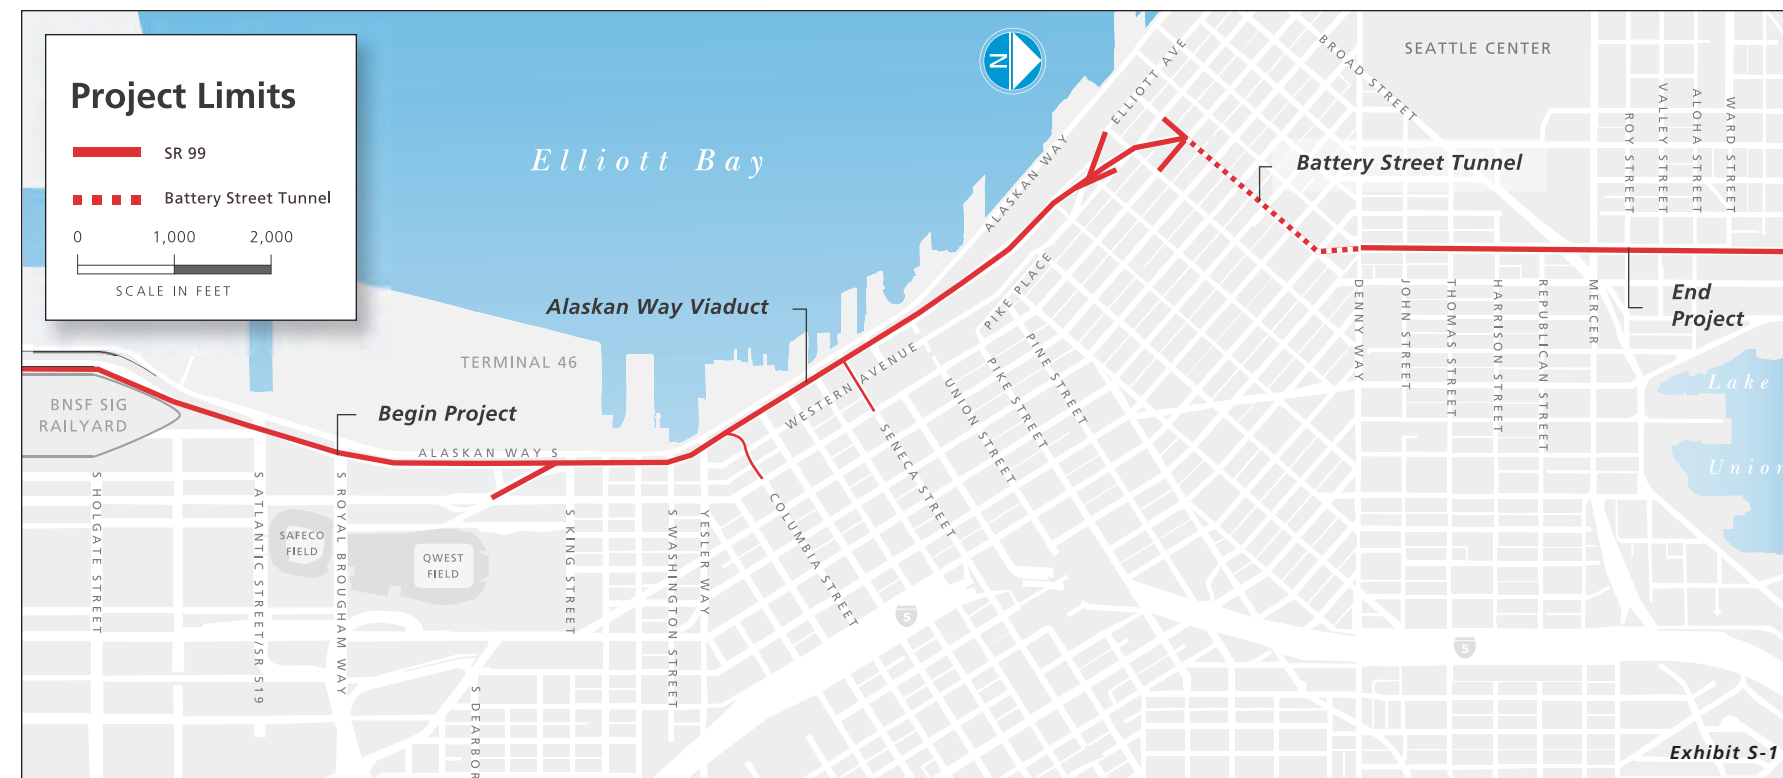 Project Limits
SR 99
Battery Street Tunnel
0 1,000 2,000
SCALE IN FEET
N
Elliott Bay
ELLIOTT AVE
ALASKAN WAY
BROAD STREET
SEATTLE CENTER
ROY STREET
VALLEY STREET
ALOHA STREET
WARD STREET
Battery Street Tunnel
Alaskan Way Viaduct
PIKE PLACE
WESTERN AVENUE
UNION STREET
PIKE STREET
PINE STREET
DENNY WAY
JOHN STREET
THOMAS STREET
HARRISON STREET
REPUBLICAN STREET
MERCER
End
Project
Lake
Union
TERMINAL 46
BNSF SIG
RAILYARD
Begin Project
ALASKAN WAY S
S HOLGATE STREET
S ATLANTIC STREET/SR 519
S ROYAL BROUGHAM WAY
SAFECO
FIELD
QWEST
FIELD
S KING STREET
S WASHINGTON STREET
YESLER WAY
COLUMBIA STREET
SENECA STREET
S DEARBOR
5
5
Exhibit S-1